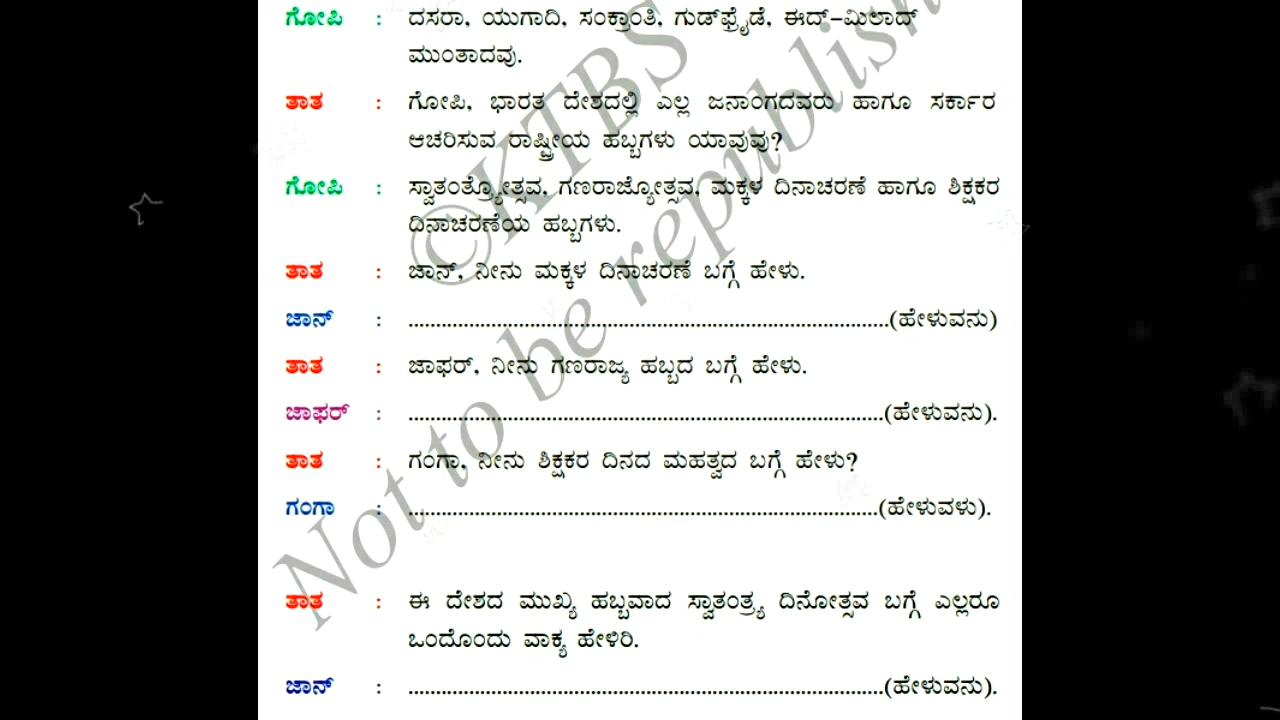 ಗೋಪಿ : ದಸರಾ, ಯುಗಾದಿ, ಸಂಕ್ರಾಂತಿ, ಗುಡ್‌ಫ್ರೈಡೆ, ಈದ್-ಮಿಲಾದ್
ಮುಂತಾದವು.
ತಾತ : ಗೋಪಿ, ಭಾರತ ದೇಶದಲ್ಲಿ ಎಲ್ಲ ಜನಾಂಗದವರು ಹಾಗೂ ಸರ್ಕಾರ
ಆಚರಿಸುವ ರಾಷ್ಟ್ರೀಯ ಹಬ್ಬಗಳು ಯಾವುವು?
ಗೋಪಿ : ಸ್ವಾತಂತ್ರ್ಯೋತ್ಸವ, ಗಣರಾಜ್ಯೋತ್ಸವ, ಮಕ್ಕಳ ದಿನಾಚರಣೆ ಹಾಗೂ ಶಿಕ್ಷಕರ
ದಿನಾಚರಣೆಯ ಹಬ್ಬಗಳು.
ತಾತ : ಜಾನ್, ನೀನು ಮಕ್ಕಳ ದಿನಾಚರಣೆ ಬಗ್ಗೆ ಹೇಳು.
ಜಾನ್ : ........................................................................................(ಹೇಳುವನು)
ತಾತ : ಜಾಫರ್, ನೀನು ಗಣರಾಜ್ಯ ಹಬ್ಬದ ಬಗ್ಗೆ ಹೇಳು.
ಜಾಫರ್ : .......................................................................................(ಹೇಳುವನು).
ತಾತ : ಗಂಗಾ, ನೀನು ಶಿಕ್ಷಕರ ದಿನದ ಮಹತ್ವದ ಬಗ್ಗೆ ಹೇಳು?
ಗಂಗಾ : ......................................................................................(ಹೇಳುವಳು).
ತಾತ : ಈ ದೇಶದ ಮುಖ್ಯ ಹಬ್ಬವಾದ ಸ್ವಾತಂತ್ರ್ಯ ದಿನೋತ್ಸವ ಬಗ್ಗೆ ಎಲ್ಲರೂ
ಒಂದೊಂದು ವಾಕ್ಯ ಹೇಳಿರಿ.
ಜಾನ್ : .......................................................................................(ಹೇಳುವನು).
©KTBS
Not to be republish